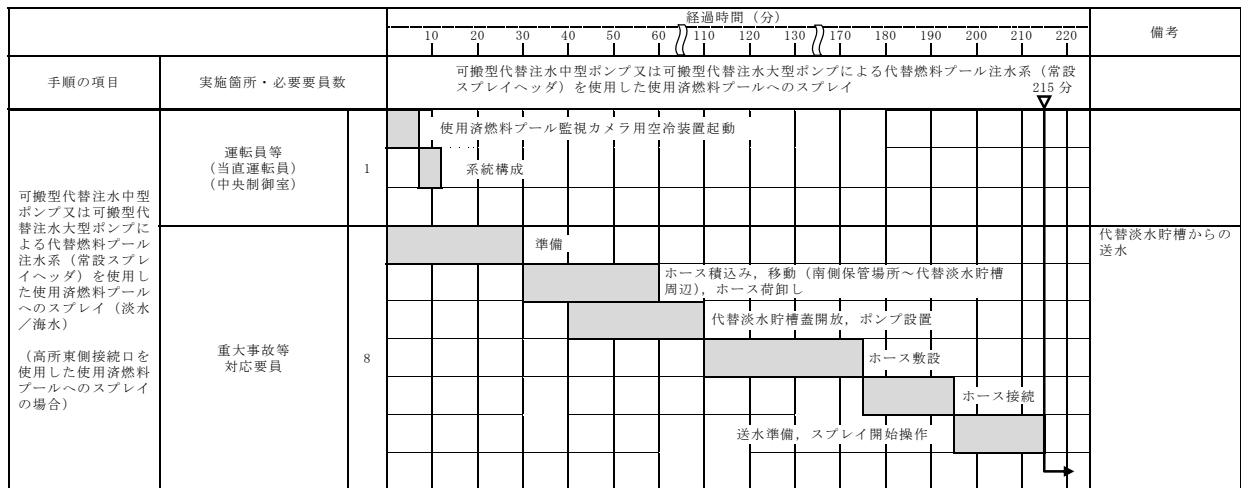 経過時間（分）
備考
10 20 30 40 50 60 110 120 130 170 180 190 200 210 220
手順の項目
実施箇所・必要要員数
可搬型代替注水中型ポンプ又は可搬型代替注水大型ポンプによる代替燃料プール注水系（常設
スプレイヘッダ）を使用した使用済燃料プールへのスプレイ
215 分
可搬型代替注水中型
ポンプ又は可搬型代
替注水大型ポンプに
よる代替燃料プール
注水系（常設スプレ
イヘッダ）を使用し
た使用済燃料プール
へのスプレイ（淡水
／海水）
（高所東側接続口を
使用した使用済燃料
プールへのスプレイ
の場合）
運転員等
（当直運転員）
（中央制御室）
1
使用済燃料プール監視カメラ用空冷装置起動
系統構成
重大事故等
対応要員
8
準備
ホース積込み，移動（南側保管場所～代替淡水貯槽
周辺），ホース荷卸し
代替淡水貯槽蓋開放，ポンプ設置
ホース敷設
ホース接続
送水準備，スプレイ開始操作
代替淡水貯槽からの
送水